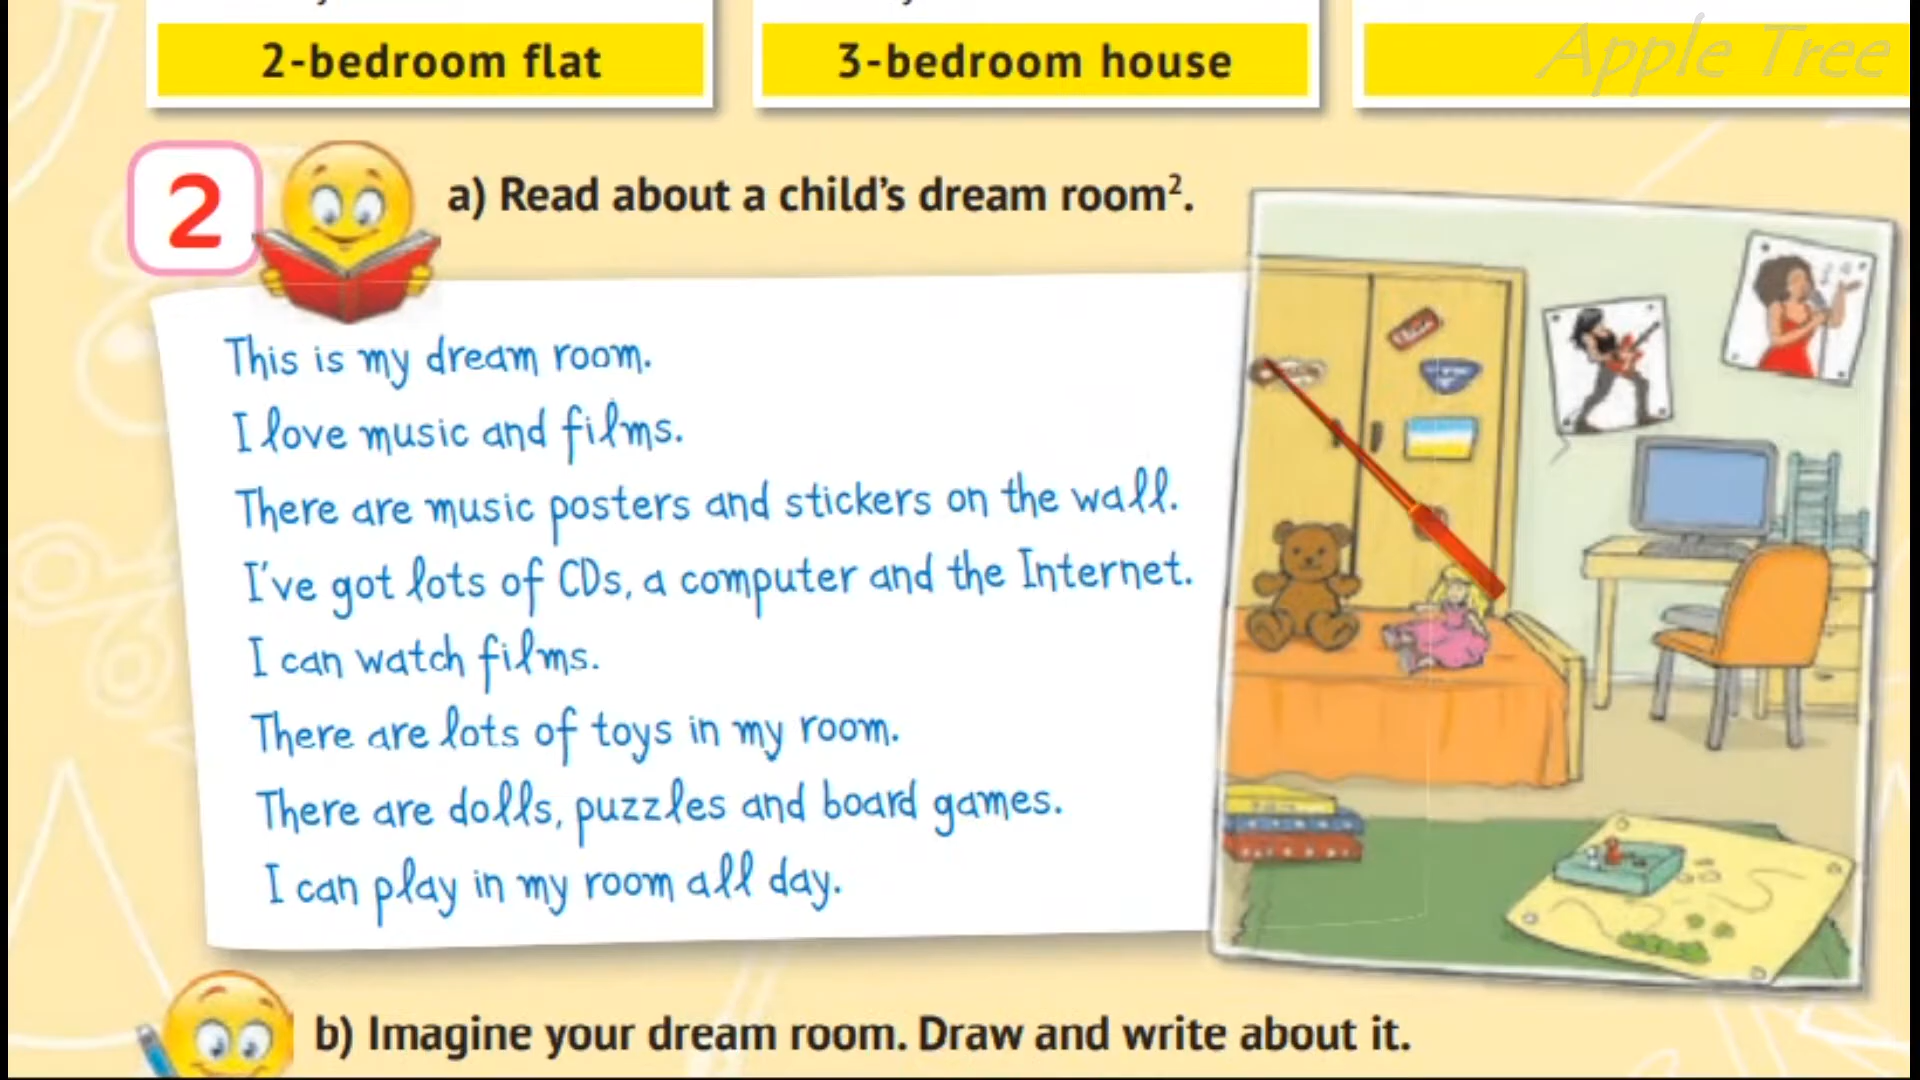 2-bedroom flat
3-bedroom house
Apple Tree
2
a) Read about a child's dream room².
This is my dream room.
I love music and films.
There are music posters and stickers on the wall.
I've got lots of CDs, a computer and the Internet.
I can watch films.
There are lots of toys in my room.
There are dolls, puzzles and board games.
I can play in my room all day.
b) Imagine your dream room. Draw and write about it.